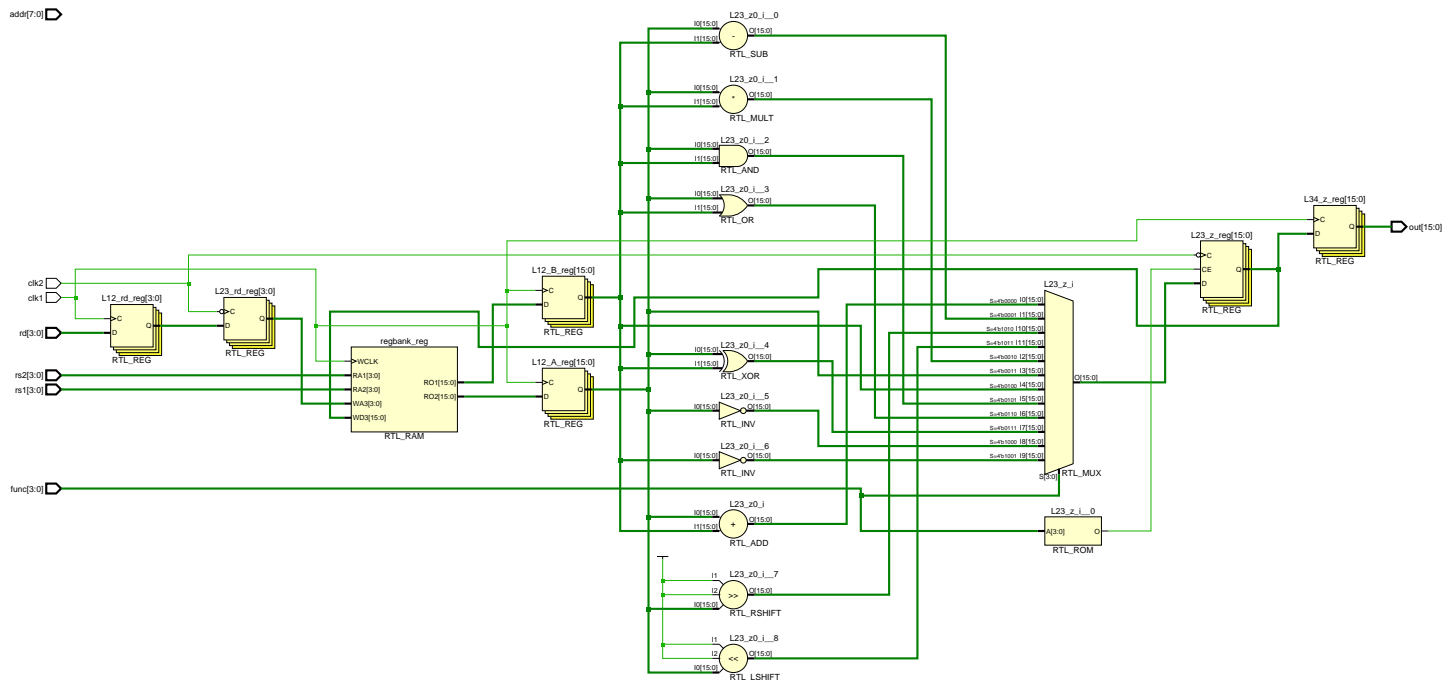 addr[7:0]
clk2
clk1
rd[3:0]
rs2[3:0]
rs1[3:0]
func[3:0]
L12_rd_reg[3:0]
C
D
Q
RTL_REG
L23_rd_reg[3:0]
C
D
Q
RTL_REG
regbank_reg
WCLK
RA1[3:0]
RA2[3:0]
WA3[3:0]
WD3[15:0]
RO1[15:0]
RO2[15:0]
RTL_RAM
L12_B_reg[15:0]
C
D
Q
RTL_REG
L12_A_reg[15:0]
C
D
Q
RTL_REG
L23_z0_i__0
I0[15:0]
I1[15:0]
-
O[15:0]
RTL_SUB
L23_z0_i__1
I0[15:0]
I1[15:0]
*
O[15:0]
RTL_MULT
L23_z0_i__2
I0[15:0]
I1[15:0]
O[15:0]
RTL_AND
L23_z0_i__3
I0[15:0]
I1[15:0]
O[15:0]
RTL_OR
L23_z0_i__4
I0[15:0]
I1[15:0]
O[15:0]
RTL_XOR
L23_z0_i__5
I0[15:0]
O[15:0]
RTL_INV
L23_z0_i__6
I0[15:0]
O[15:0]
RTL_INV
L23_z0_i
I0[15:0]
I1[15:0]
+
O[15:0]
RTL_ADD
L23_z0_i__7
I1
I2
I0[15:0]
>>
O[15:0]
RTL_RSHIFT
L23_z0_i__8
I1
I2
I0[15:0]
<<
O[15:0]
RTL_LSHIFT
L23_z_i
S=4'b0000 I0[15:0]
S=4'b0001 I1[15:0]
S=4'b1010 I10[15:0]
S=4'b1011 I11[15:0]
S=4'b0010 I2[15:0]
S=4'b0011 I3[15:0]
S=4'b0100 I4[15:0]
S=4'b0101 I5[15:0]
S=4'b0110 I6[15:0]
S=4'b0111 I7[15:0]
S=4'b1000 I8[15:0]
S=4'b1001 I9[15:0]
O[15:0]
S[3:0]
RTL_MUX
L23_z_i__0
A[3:0]
O
RTL_ROM
L23_z_reg[15:0]
C
CE
D
Q
RTL_REG
L34_z_reg[15:0]
C
D
Q
RTL_REG
out[15:0]